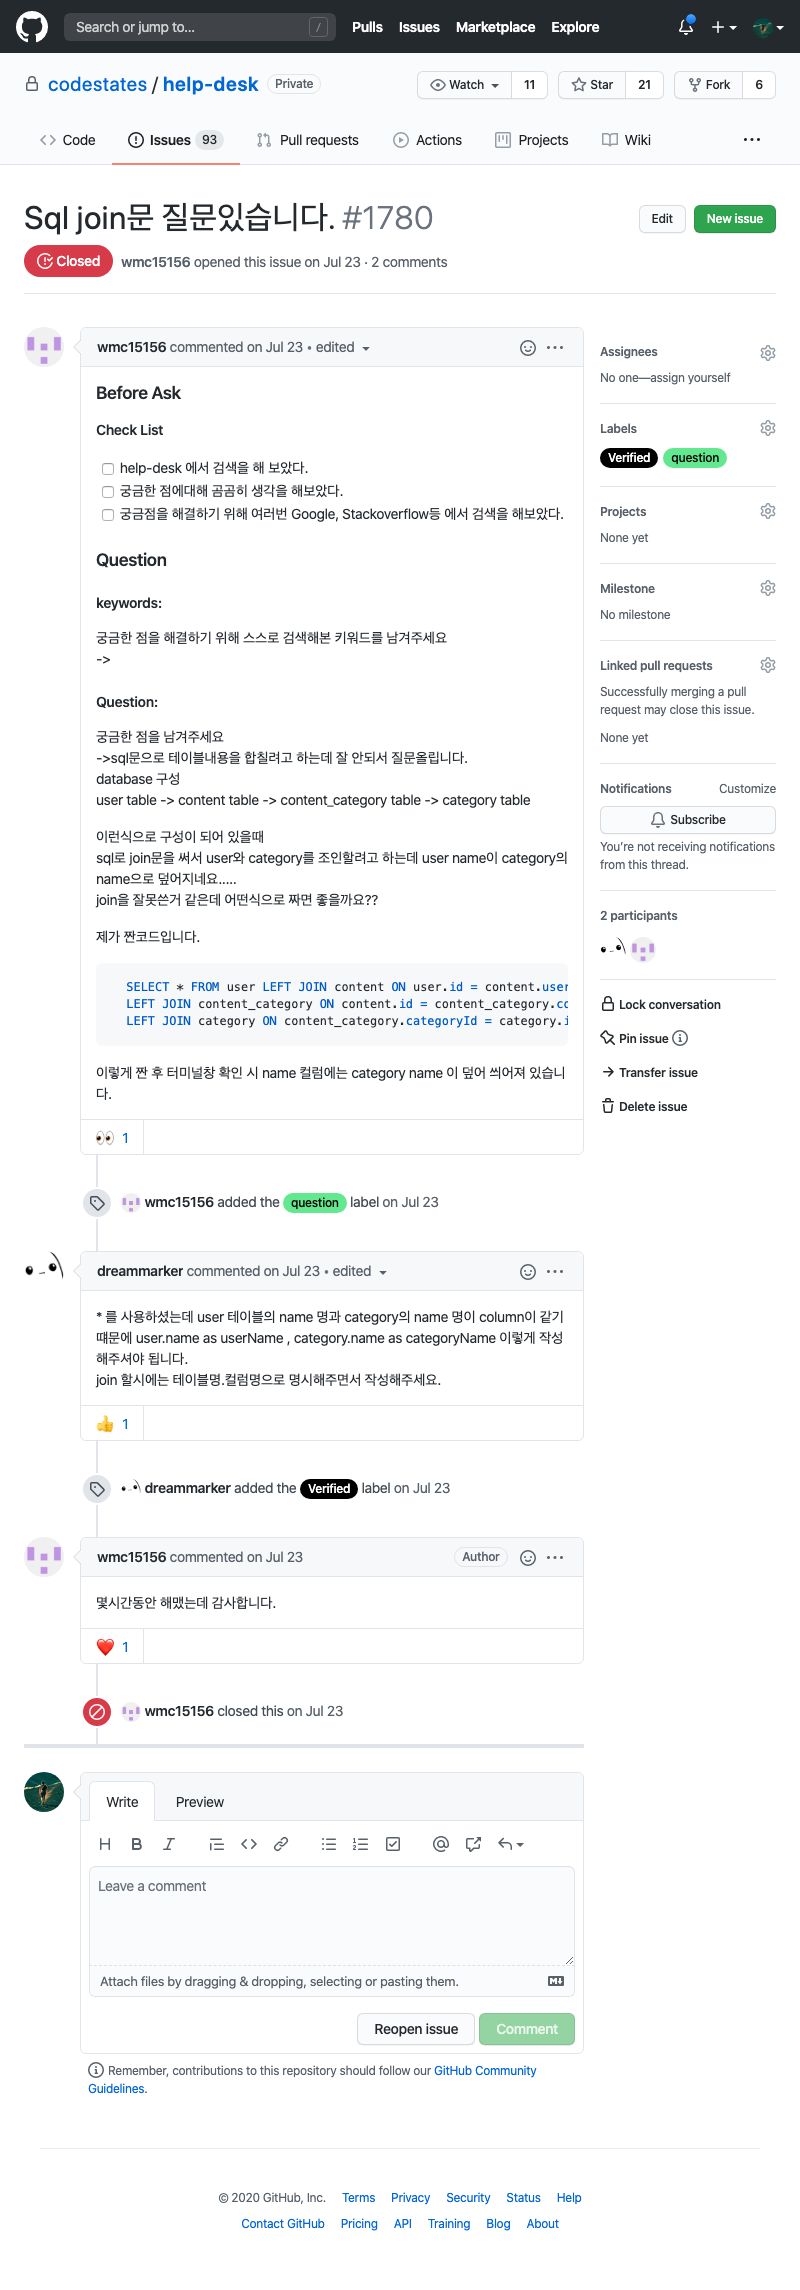 Search or jump to... /
Pulls Issues Marketplace Explore
codestates / help-desk Private
Watch 11 Star 21 Fork 6
Code Issues 93 Pull requests Actions Projects Wiki
Sql join문 질문있습니다. #1780
Edit New issue
Closed wmc15156 opened this issue on Jul 23 · 2 comments
wmc15156 commented on Jul 23 • edited
Before Ask
Check List
help-desk 에서 검색을 해 보았다.
궁금한 점에대해 곰곰히 생각을 해보았다.
궁금점을 해결하기 위해 여러번 Google, Stackoverflow등 에서 검색을 해보았다.
Question
keywords:
궁금한 점을 해결하기 위해 스스로 검색해본 키워드를 남겨주세요
->
Question:
궁금한 점을 남겨주세요
->sql문으로 테이블내용을 합칠려고 하는데 잘 안되서 질문올립니다.
database 구성
user table -> content table -> content_category table -> category table
이런식으로 구성이 되어 있을때
sql로 join문을 써서 user와 category를 조인할려고 하는데 user name이 category의
name으로 덮어지네요.....
join을 잘못쓴거 같은데 어떤식으로 짜면 좋을까요??
제가 짠코드입니다.
SELECT * FROM user LEFT JOIN content ON user.id = content.user
LEFT JOIN content_category ON content.id = content_category.co
LEFT JOIN category ON content_category.categoryId = category.i
이렇게 짠 후 터미널창 확인 시 name 컬럼에는 category name 이 덮어 씌어져 있습니
다.
👀 1
wmc15156 added the question label on Jul 23
dreammarker commented on Jul 23 • edited
* 를 사용하셨는데 user 테이블의 name 명과 category의 name 명이 column이 같기
떄문에 user.name as userName , category.name as categoryName 이렇게 작성
해주셔야 됩니다.
join 할시에는 테이블명.컬럼명으로 명시해주면서 작성해주세요.
👍 1
dreammarker added the Verified label on Jul 23
wmc15156 commented on Jul 23 Author
몇시간동안 해맸는데 감사합니다.
❤️ 1
wmc15156 closed this on Jul 23
Write Preview
Leave a comment
Attach files by dragging & dropping, selecting or pasting them.
Reopen issue Comment
Remember, contributions to this repository should follow our GitHub Community
Guidelines.
Assignees
No one—assign yourself
Labels
Verified question
Projects
None yet
Milestone
No milestone
Linked pull requests
Successfully merging a pull
request may close this issue.
None yet
Notifications Customize
Subscribe
You're not receiving notifications
from this thread.
2 participants
Lock conversation
Pin issue
Transfer issue
Delete issue
© 2020 GitHub, Inc. Terms Privacy Security Status Help
Contact GitHub Pricing API Training Blog About